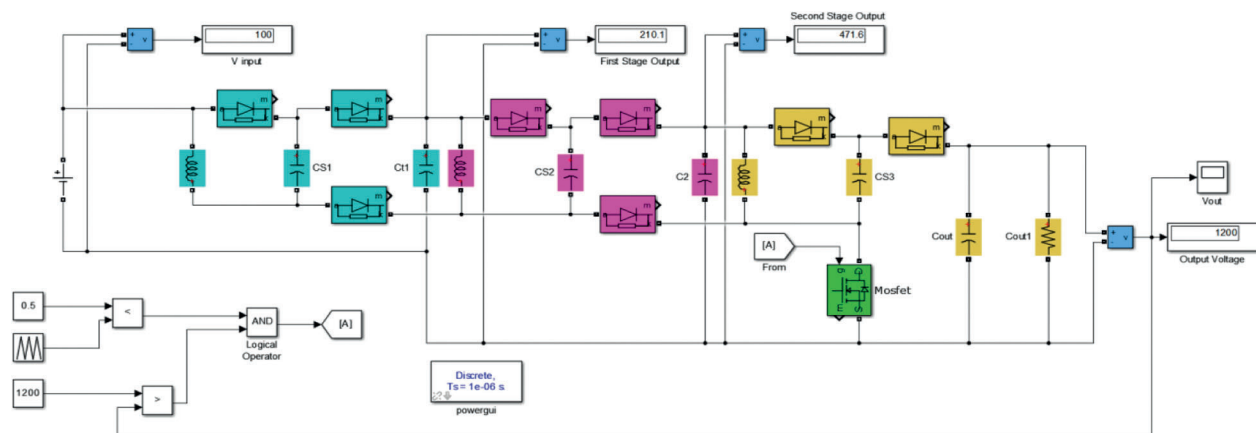 Second Stage Output
100
210.1
471.6
+
-
v
V input
+
-
v
First Stage Output
+
-
v
a
m
k
a
m
k
a
m
k
a
m
k
a
m
k
a
m
k
CS1
Ct1
CS2
C2
CS3
+
a
m
k
a
m
k
Vout
[A]
From
Cout
Cout1
+
-
v
1200
Output Voltage
g
D
S
m
Mosfet
0.5
<
AND
[A]
Logical
Operator
1200
>
Discrete,
Ts = 1e-06 s.
powergui